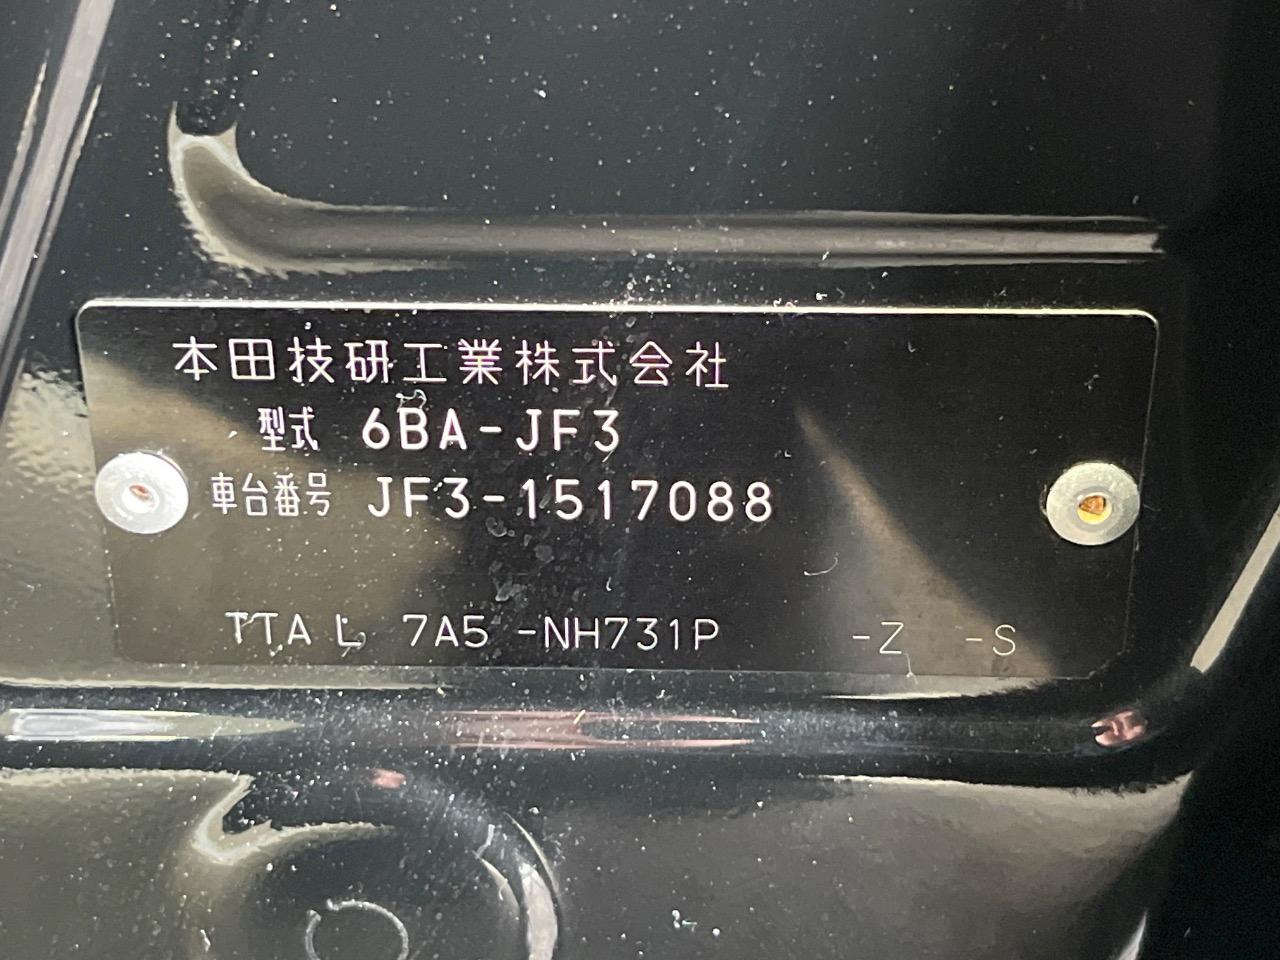 本田技研工業株式会社
型式 6BA-JF3
車台番号 JF3-1517088
TTA L 7A5 -NH731P -Z -S